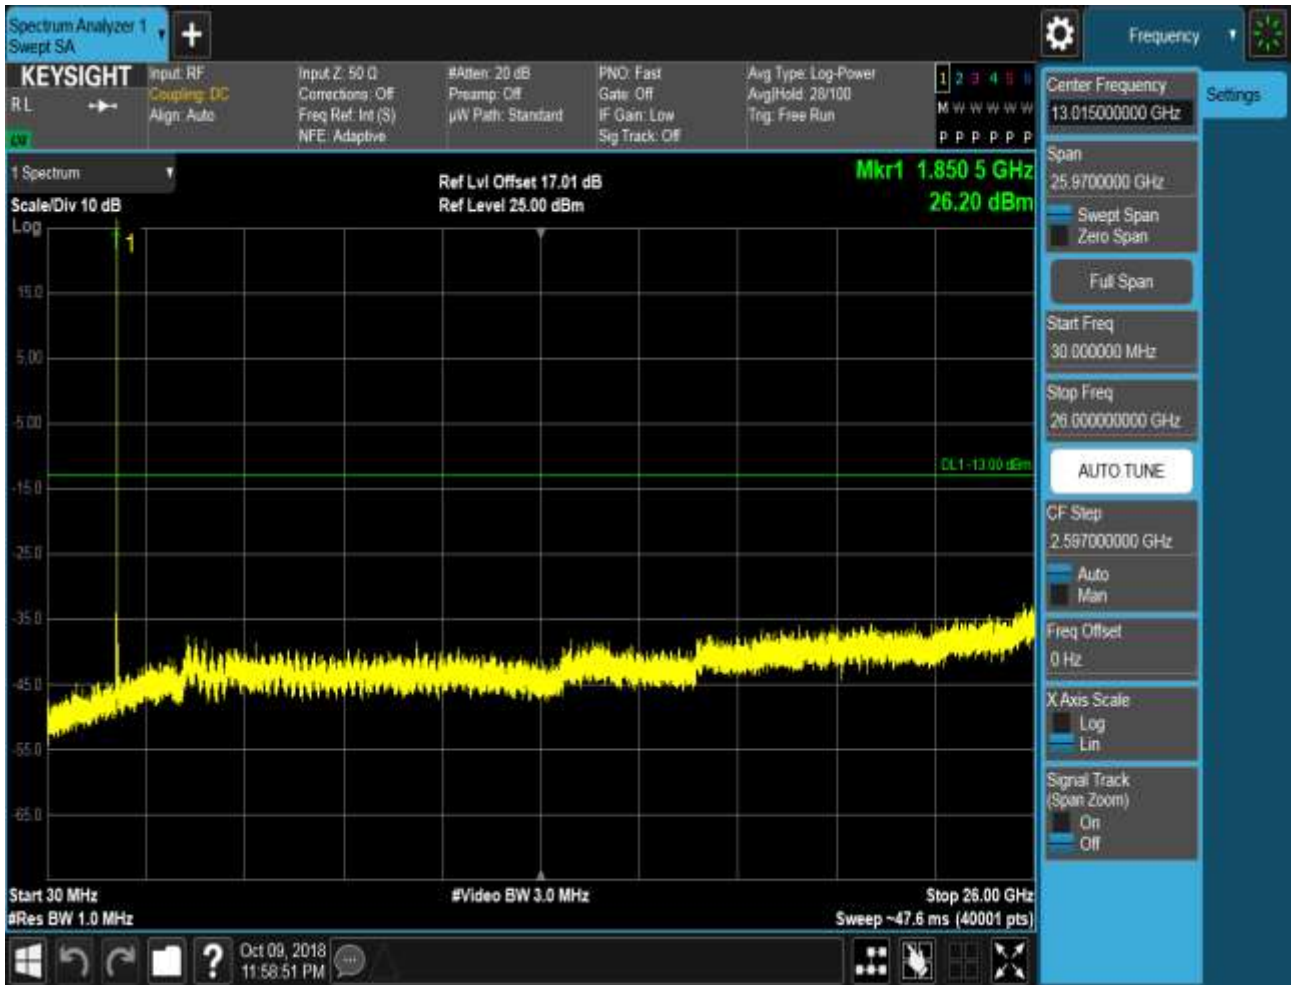 Spectrum Analyzer 1
Swept SA
Frequency
KEYSIGHT
RL
Input: RF
Coupling: DC
Align: Auto
Input Z: 50 Ω
Corrections: Off
Freq Ref: Int (S)
NFE: Adaptive
#Atten: 20 dB
Preamp: Off
µW Path: Standard
PNO: Fast
Gate: Off
IF Gain: Low
Sig Track: Off
Avg Type: Log-Power
Avg|Hold: 28/100
Trig: Free Run
1 2 3 4 5 6
M W W W W W
P P P P P P
1 Spectrum
Scale/Div 10 dB
Log
Ref Lvl Offset 17.01 dB
Ref Level 25.00 dBm
Mkr1 1.850 5 GHz
26.20 dBm
1
15.0
5.00
-5.00
DL1 -13.00 dBm
-15.0
-25.0
-35.0
-45.0
-55.0
-65.0
Start 30 MHz
#Video BW 3.0 MHz
Stop 26.00 GHz
#Res BW 1.0 MHz
Sweep ~47.6 ms (40001 pts)
?
Oct 09, 2018
11:58:51 PM
Center Frequency
13.015000000 GHz
Settings
Span
25.9700000 GHz
Swept Span
Zero Span
Full Span
Start Freq
30.000000 MHz
Stop Freq
26.000000000 GHz
AUTO TUNE
CF Step
2.597000000 GHz
Auto
Man
Freq Offset
0 Hz
X Axis Scale
Log
Lin
Signal Track
(Span Zoom)
On
Off